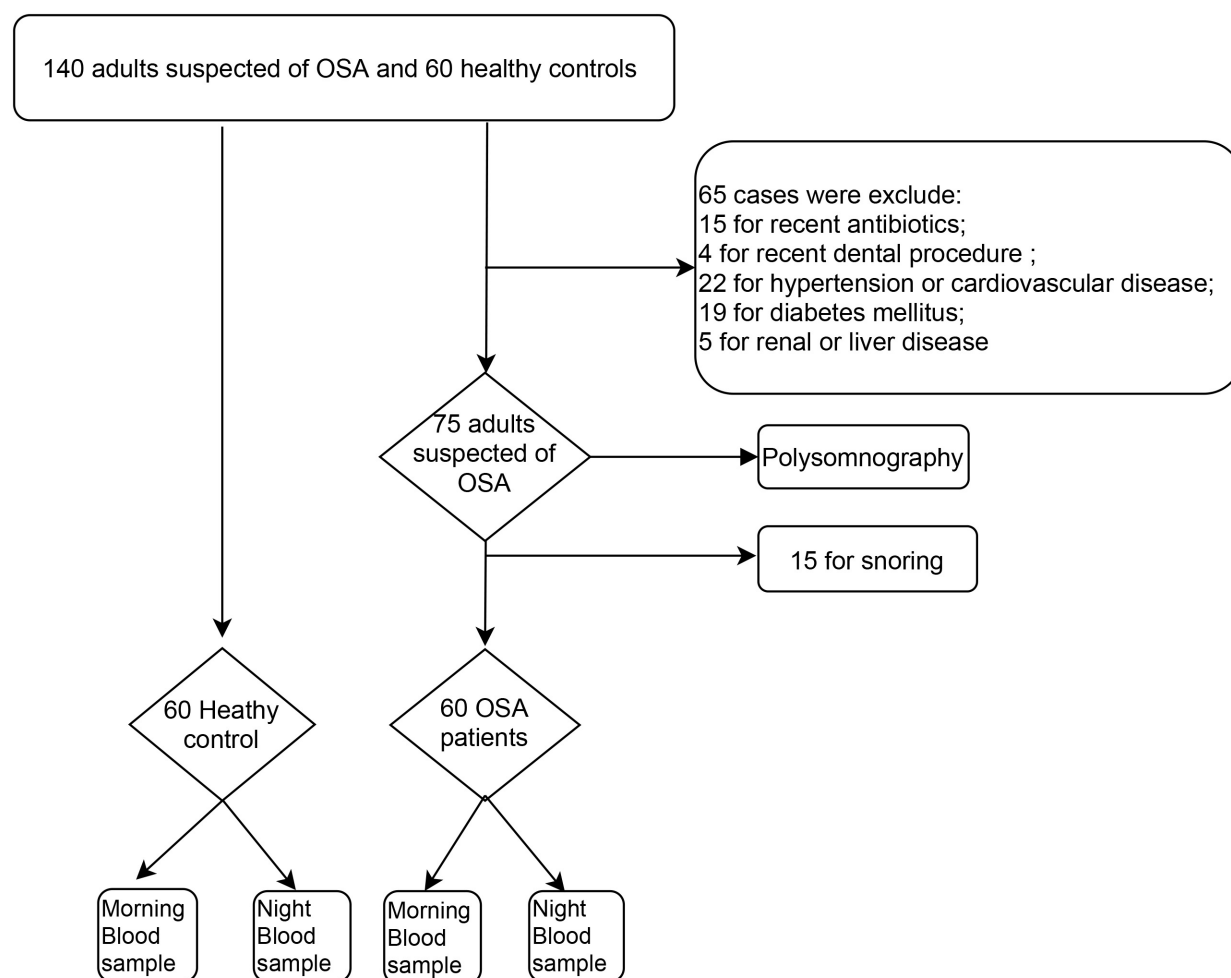 140 adults suspected of OSA and 60 healthy controls
65 cases were exclude:
15 for recent antibiotics;
4 for recent dental procedure ;
22 for hypertension or cardiovascular disease;
19 for diabetes mellitus;
5 for renal or liver disease
75 adults
suspected of
OSA
Polysomnography
15 for snoring
60 Heathy
control
60 OSA
patients
Morning
Blood
sample
Night
Blood
sample
Morning
Blood
sample
Night
Blood
sample